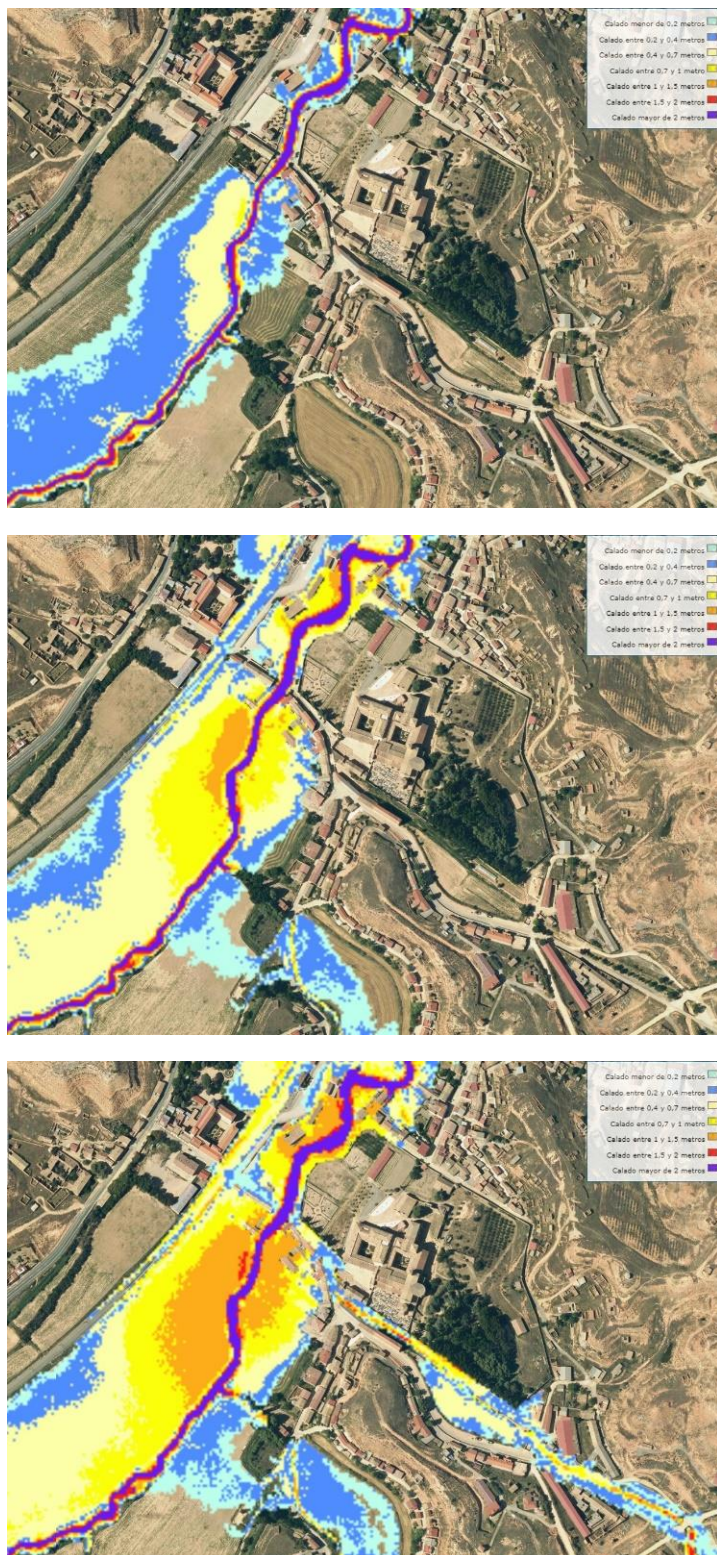 Calado menor de 0,2 metros
Calado entre 0,2 y 0,4 metros
Calado entre 0,4 y 0,7 metros
Calado entre 0,7 y 1 metro
Calado entre 1 y 1,5 metros
Calado entre 1,5 y 2 metros
Calado mayor de 2 metros
Calado menor de 0,2 metros
Calado entre 0,2 y 0,4 metros
Calado entre 0,4 y 0,7 metros
Calado entre 0,7 y 1 metro
Calado entre 1 y 1,5 metros
Calado entre 1,5 y 2 metros
Calado mayor de 2 metros
Calado menor de 0,2 metros
Calado entre 0,2 y 0,4 metros
Calado entre 0,4 y 0,7 metros
Calado entre 0,7 y 1 metro
Calado entre 1 y 1,5 metros
Calado entre 1,5 y 2 metros
Calado mayor de 2 metros